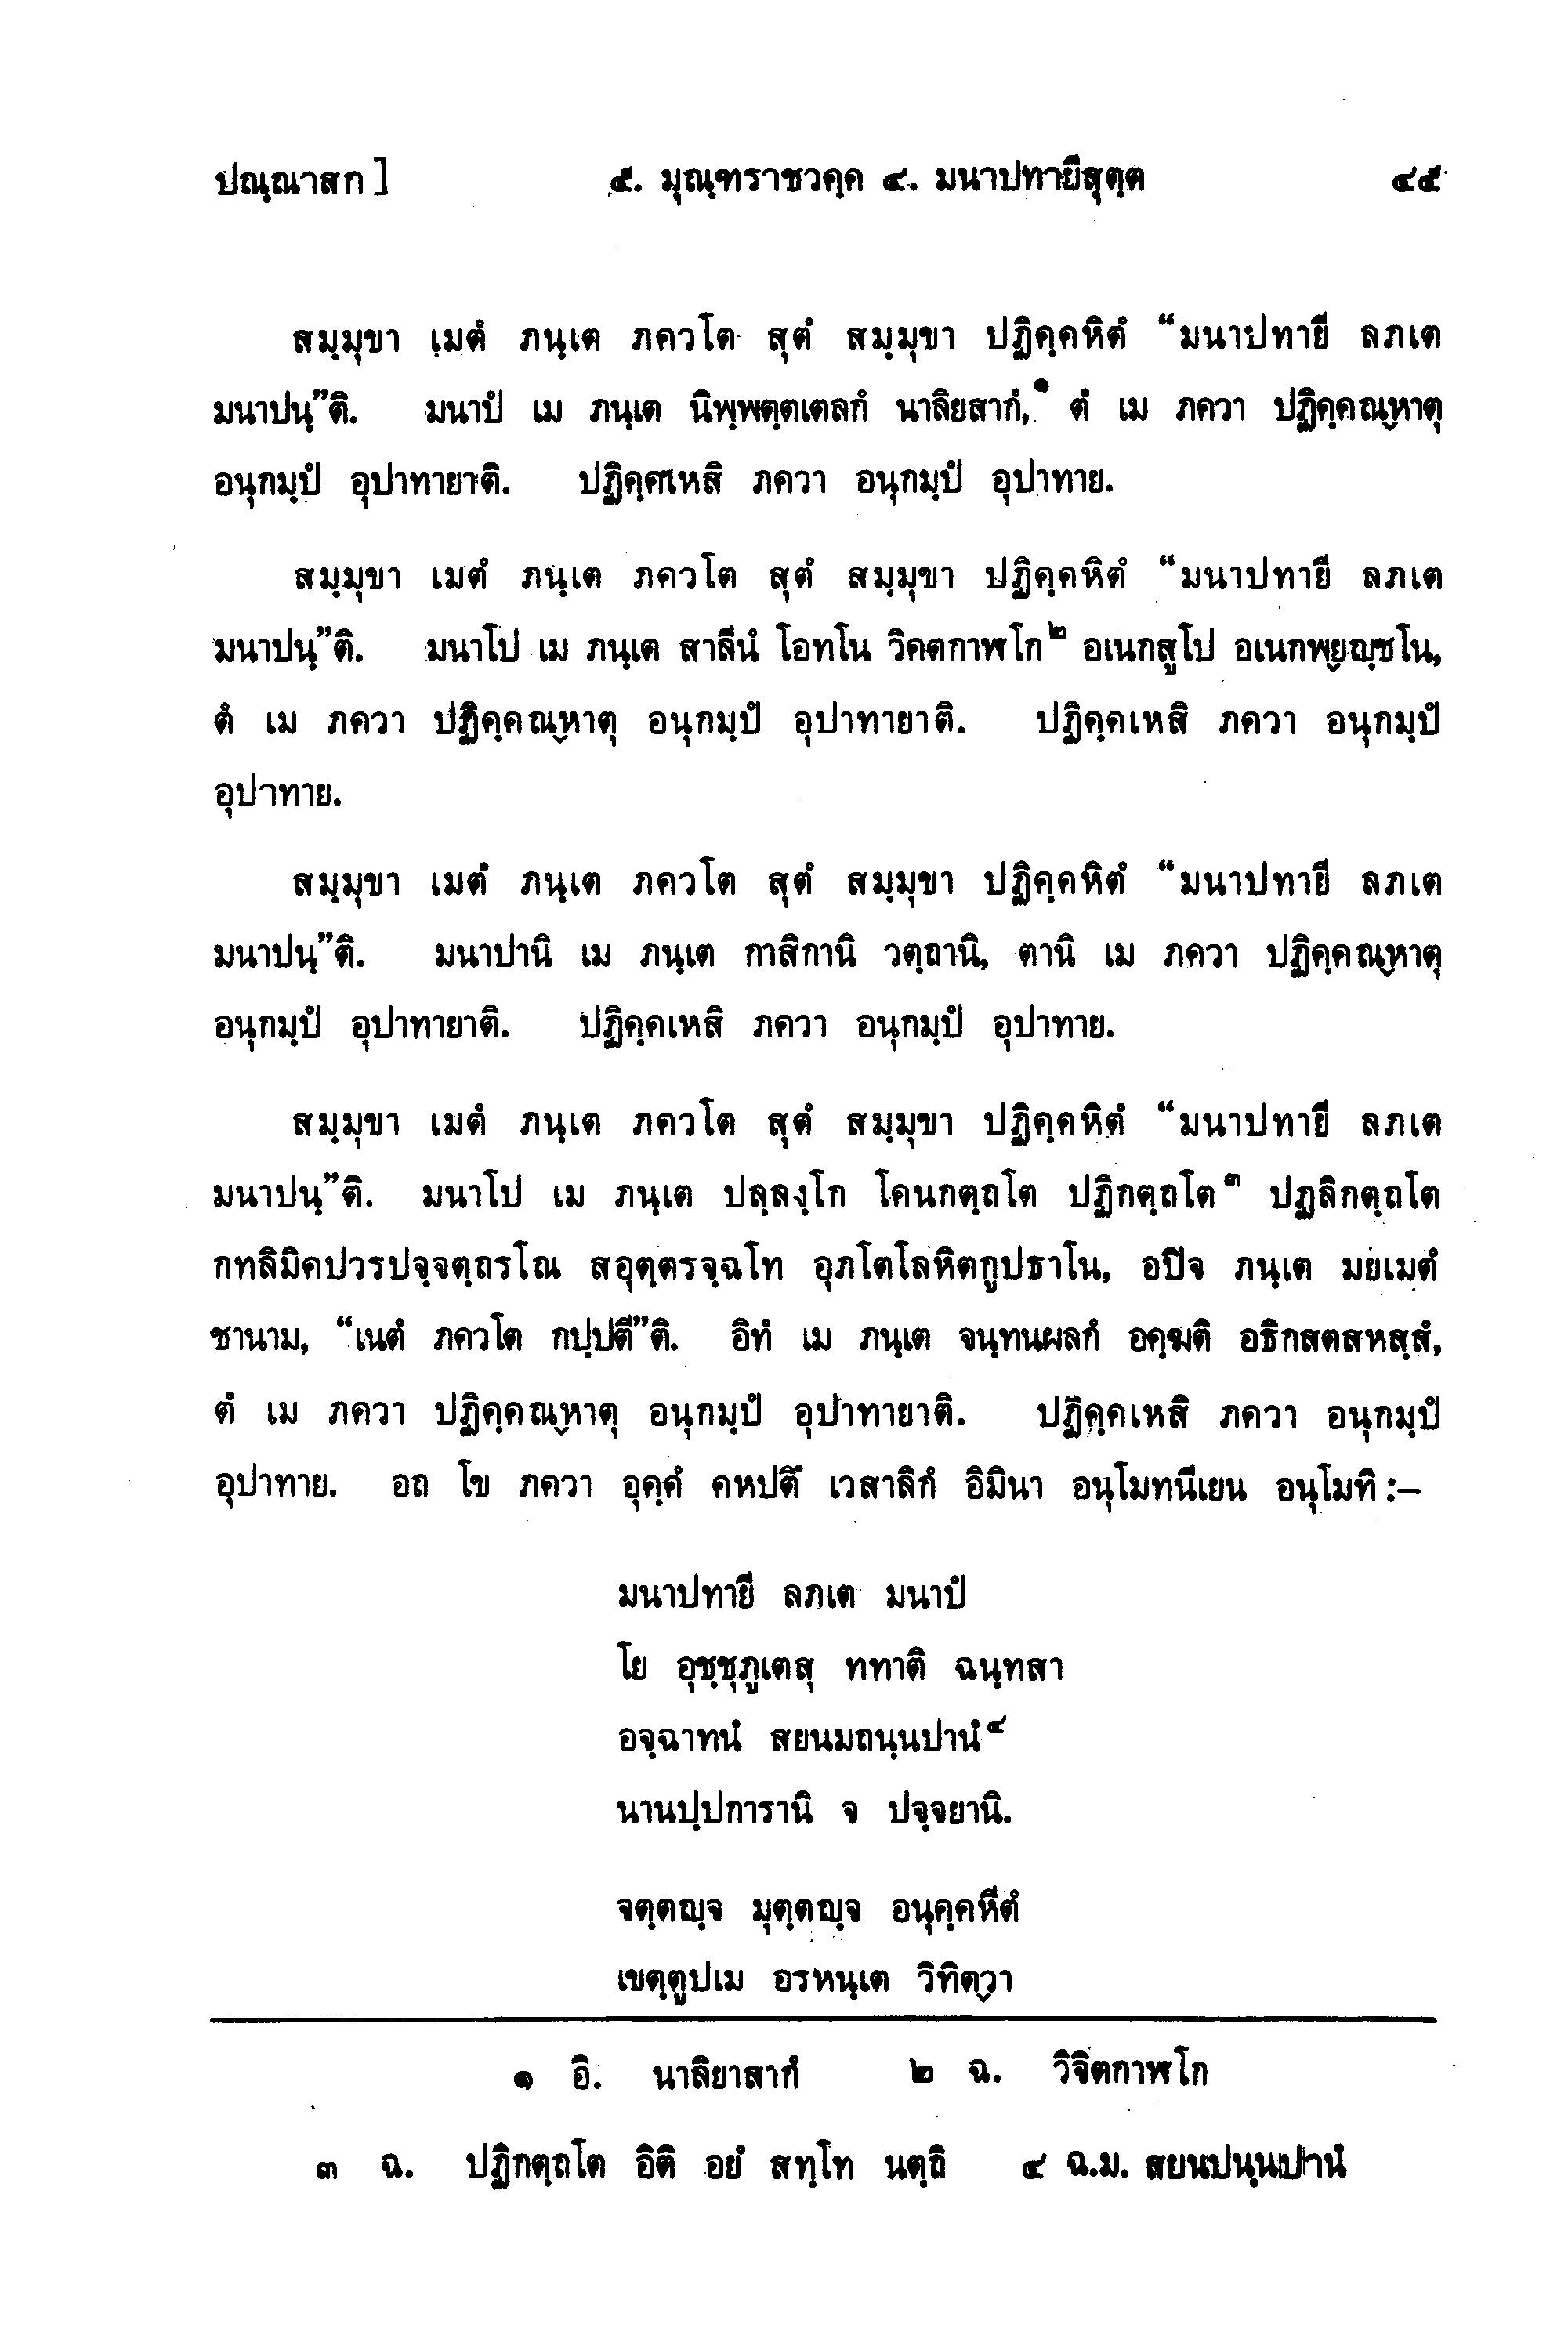 ปณฺณาสก]  ๕. มุณฺฑราชวคฺค ๔. มนาปทายีสุตฺต  ๔๕
สมฺมุขา เมตํ ภนฺเต ภควโต สุตํ สมฺมุขา ปฏิคฺคหิตํ “มนาปทายี ลภเต
มนาปนฺ”ติ. มนาปํ เม ภนฺเต นิพฺพตฺตเตลกํ นาลิยสากํ,๑ ตํ เม ภควา ปฏิคฺคณฺหาตุ
อนุกมฺปํ อุปาทายาติ. ปฏิคฺคเหสิ ภควา อนุกมฺปํ อุปาทาย.
สมฺมุขา เมตํ ภนฺเต ภควโต สุตํ สมฺมุขา ปฏิคฺคหิตํ “มนาปทายี ลภเต
มนาปนฺ”ติ. มนาโป เม ภนฺเต สาลีนํ โอทโน วิคตกาฬโก๒ อเนกสูโป อเนกพฺยญฺชโน,
ตํ เม ภควา ปฏิคฺคณฺหาตุ อนุกมฺปํ อุปาทายาติ. ปฏิคฺคเหสิ ภควา อนุกมฺปํ
อุปาทาย.
สมฺมุขา เมตํ ภนฺเต ภควโต สุตํ สมฺมุขา ปฏิคฺคหิตํ “มนาปทายี ลภเต
มนาปนฺ”ติ. มนาปานิ เม ภนฺเต กาสิกานิ วตฺถานิ, ตานิ เม ภควา ปฏิคฺคณฺหาตุ
อนุกมฺปํ อุปาทายาติ. ปฏิคฺคเหสิ ภควา อนุกมฺปํ อุปาทาย.
สมฺมุขา เมตํ ภนฺเต ภควโต สุตํ สมฺมุขา ปฏิคฺคหิตํ “มนาปทายี ลภเต
มนาปนฺ”ติ. มนาโป เม ภนฺเต ปลฺลงฺโก โคนกตฺถโต ปฏิกตฺถโต๓ ปฏลิกตฺถโต
กทลิมิคปวรปจฺจตฺถรโณ สอุตฺตรจฺฉโท อุภโตโลหิตกูปธาโน, อปิจ ภนฺเต มยเมตํ
ชานาม, “เนตํ ภควโต กปฺปตี”ติ. อิทํ เม ภนฺเต จนฺทนผลกํ อคฺฆติ อธิกสตสหสฺสํ,
ตํ เม ภควา ปฏิคฺคณฺหาตุ อนุกมฺปํ อุปาทายาติ. ปฏิคฺคเหสิ ภควา อนุกมฺปํ
อุปาทาย. อถ โข ภควา อุคฺคํ คหปตึ เวสาลิกํ อิมินา อนุโมทนีเยน อนุโมทิ :–
มนาปทายี ลภเต มนาปํ
โย อุชฺชุภูเตสุ ททาติ ฉนฺทสา
อจฺฉาทนํ สยนมถนฺนปานํ๔
นานปฺปการานิ จ ปจฺจยานิ.
จตฺตญฺจ มุตฺตญฺจ อนุคฺคหีตํ
เขตฺตูปเม อรหนฺเต วิทิตฺวา
๑ อิ. นาลิยาสากํ  ๒ ฉ. วิจิตกาฬโก
๓ ฉ. ปฏิกตฺถโต อิติ อยํ สทฺโท นตฺถิ  ๔ ฉ.ม. สยนปนฺนปานํ